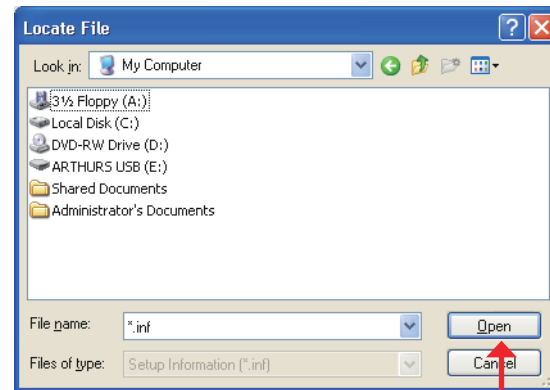 Locate File
Look in: My Computer
3½ Floppy (A:)
Local Disk (C:)
DVD-RW Drive (D:)
ARTHURS USB (E:)
Shared Documents
Administrator's Documents
File name: *.inf Open
Files of type: Setup Information (*.inf) Cancel